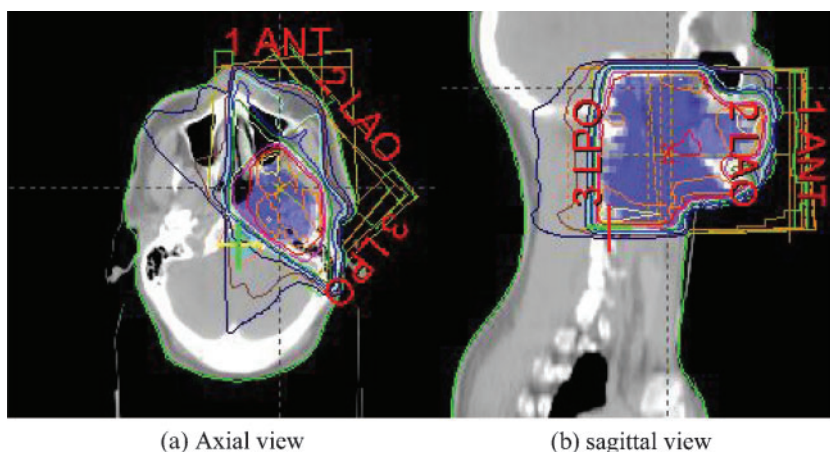 1 ANT
2 LAO
3 LPO
3 LPO
2 LAO
1 ANT
(a) Axial view
(b) sagittal view